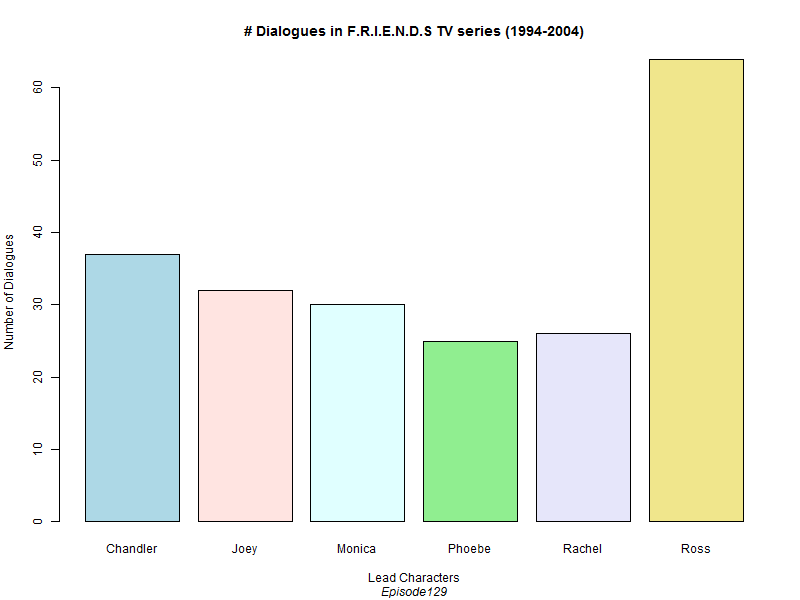 # Dialogues in F.R.I.E.N.D.S TV series (1994-2004)
Number of Dialogues
60
50
40
30
20
10
0
Chandler Joey Monica Phoebe Rachel Ross
Lead Characters
Episode129